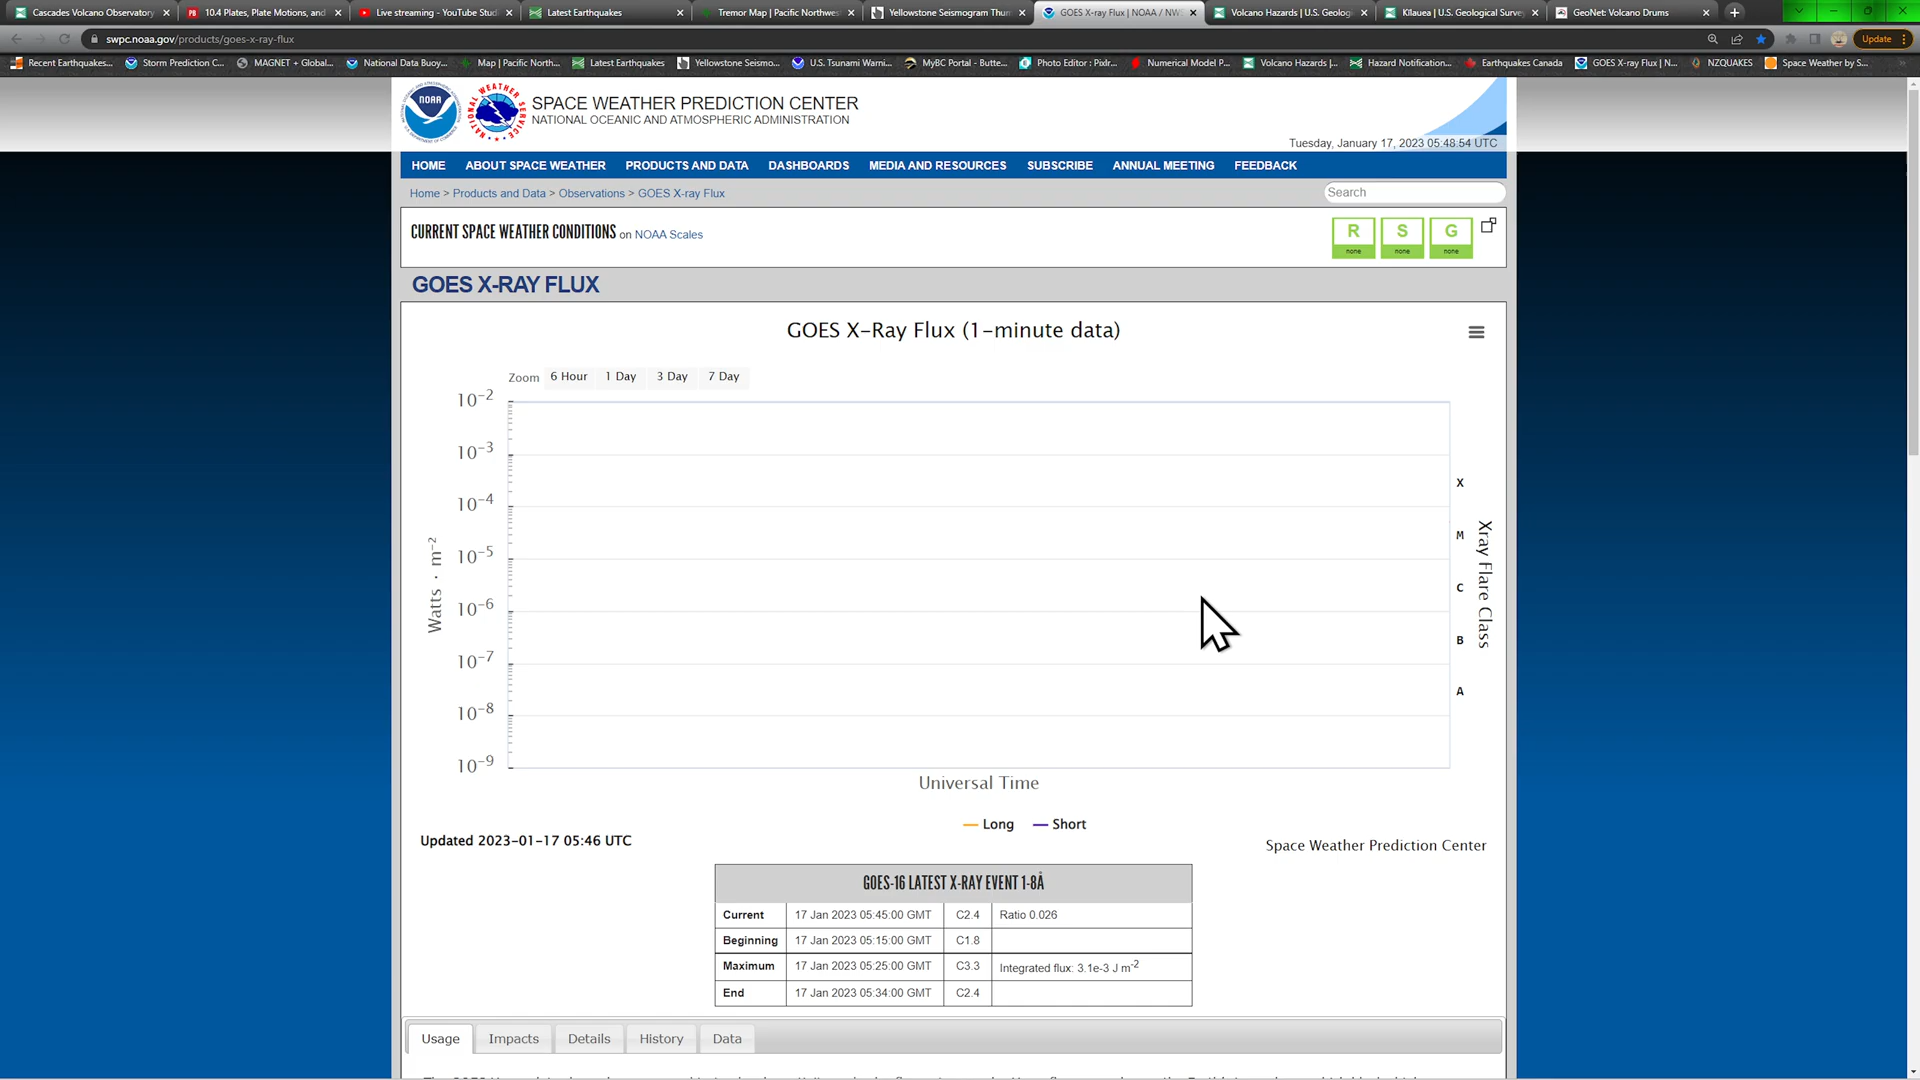 Cascades Volcano Observatory
10.4 Plates, Plate Motions, and
Live streaming - YouTube Studi
Latest Earthquakes
Tremor Map | Pacific Northwes
Yellowstone Seismogram Thum
GOES X-ray Flux | NOAA / NW
Volcano Hazards | U.S. Geolog
Kīlauea | U.S. Geological Surve
GeoNet: Volcano Drums
swpc.noaa.gov/products/goes-x-ray-flux
Update
Recent Earthquakes...
Storm Prediction C...
MAGNET + Global...
National Data Buoy...
Map | Pacific North...
Latest Earthquakes
Yellowstone Seismo...
U.S. Tsunami Warni...
MyBC Portal - Butte...
Photo Editor : Pixlr...
Numerical Model P...
Volcano Hazards |...
Hazard Notification...
Earthquakes Canada
GOES X-ray Flux | N...
NZQUAKES
Space Weather by S...
NOAA
SPACE WEATHER PREDICTION CENTER
NATIONAL OCEANIC AND ATMOSPHERIC ADMINISTRATION
Tuesday, January 17, 2023 05:48:54 UTC
HOME ABOUT SPACE WEATHER PRODUCTS AND DATA DASHBOARDS MEDIA AND RESOURCES SUBSCRIBE ANNUAL MEETING FEEDBACK
Home > Products and Data > Observations > GOES X-ray Flux
Search
CURRENT SPACE WEATHER CONDITIONS on NOAA Scales
R S G
none none none
GOES X-RAY FLUX
GOES X-Ray Flux (1-minute data)
Zoom 6 Hour 1 Day 3 Day 7 Day
10⁻²
10⁻³
10⁻⁴
10⁻⁵
10⁻⁶
10⁻⁷
10⁻⁸
10⁻⁹
Watts · m⁻²
X
M
C
B
A
Xray Flare Class
Universal Time
Long Short
Updated 2023-01-17 05:46 UTC
Space Weather Prediction Center
GOES-16 LATEST X-RAY EVENT 1-8Å
Current 17 Jan 2023 05:45:00 GMT C2.4 Ratio 0.026
Beginning 17 Jan 2023 05:15:00 GMT C1.8
Maximum 17 Jan 2023 05:25:00 GMT C3.3 Integrated flux: 3.1e-3 J m⁻²
End 17 Jan 2023 05:34:00 GMT C2.4
Usage Impacts Details History Data